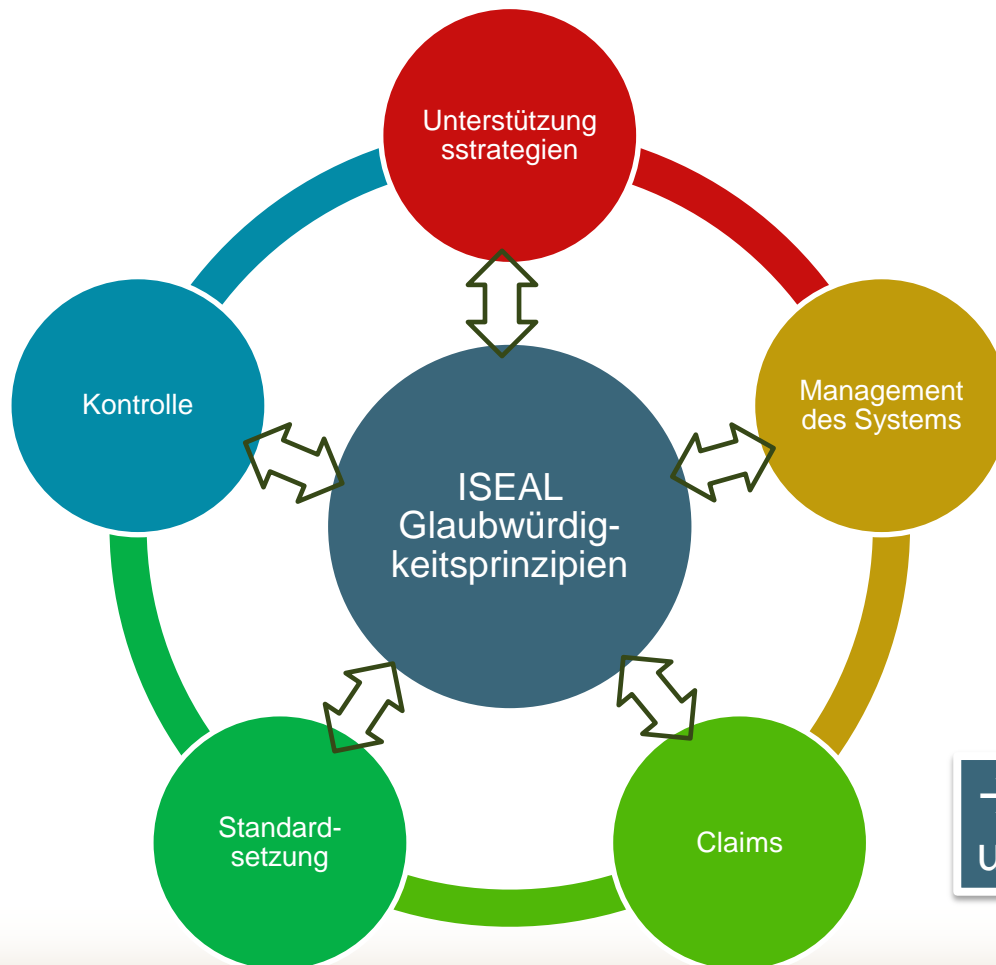 Unterstützung
sstrategien
Kontrolle
Management
des Systems
ISEAL
Glaubwürdig-
keitsprinzipien
Standard-
setzung
Claims